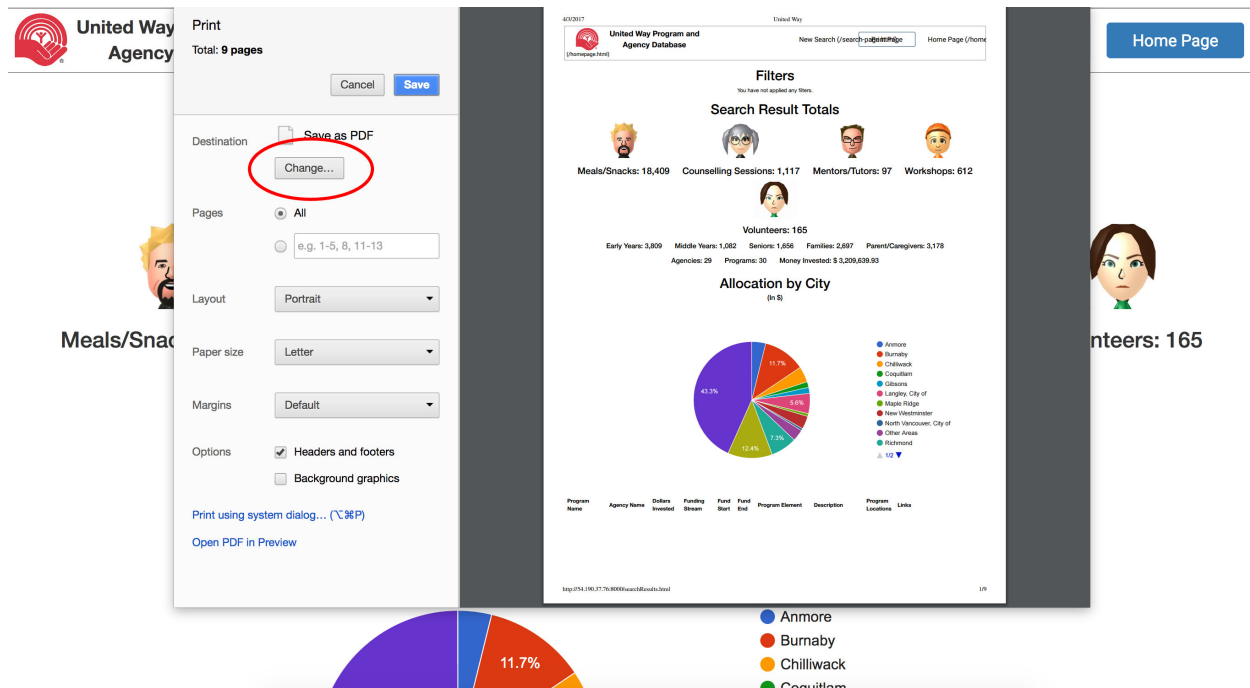 United Way
Agency
Home Page
Meals/Snac
nteers: 165
11.7%
Anmore
Burnaby
Chilliwack
Coquitlam
Print
Total: 9 pages
Cancel
Save
Destination
Save as PDF
Change...
Pages
All
e.g. 1-5, 8, 11-13
Layout
Portrait
Paper size
Letter
Margins
Default
Options
Headers and footers
Background graphics
Print using system dialog... (⌥⌘P)
Open PDF in Preview
4/3/2017
United Way
United Way Program and
Agency Database
(/homepage.html)
New Search (/search-page.html)
Print Page
Home Page (/home
Filters
You have not applied any filters.
Search Result Totals
Meals/Snacks: 18,409
Counselling Sessions: 1,117
Mentors/Tutors: 97
Workshops: 612
Volunteers: 165
Early Years: 3,809
Middle Years: 1,082
Seniors: 1,656
Families: 2,697
Parent/Caregivers: 3,178
Agencies: 29
Programs: 30
Money Invested: $ 3,209,639.93
Allocation by City
(In $)
43.3%
11.7%
5.6%
7.3%
12.4%
Anmore
Burnaby
Chilliwack
Coquitlam
Gibsons
Langley, City of
Maple Ridge
New Westminster
North Vancouver, City of
Other Areas
Richmond
1/2
Program
Name
Agency Name
Dollars
Invested
Funding
Stream
Fund
Start
Fund
End
Program Element
Description
Program
Locations
Links
http://54.190.37.76:8000/searchResults.html
1/9